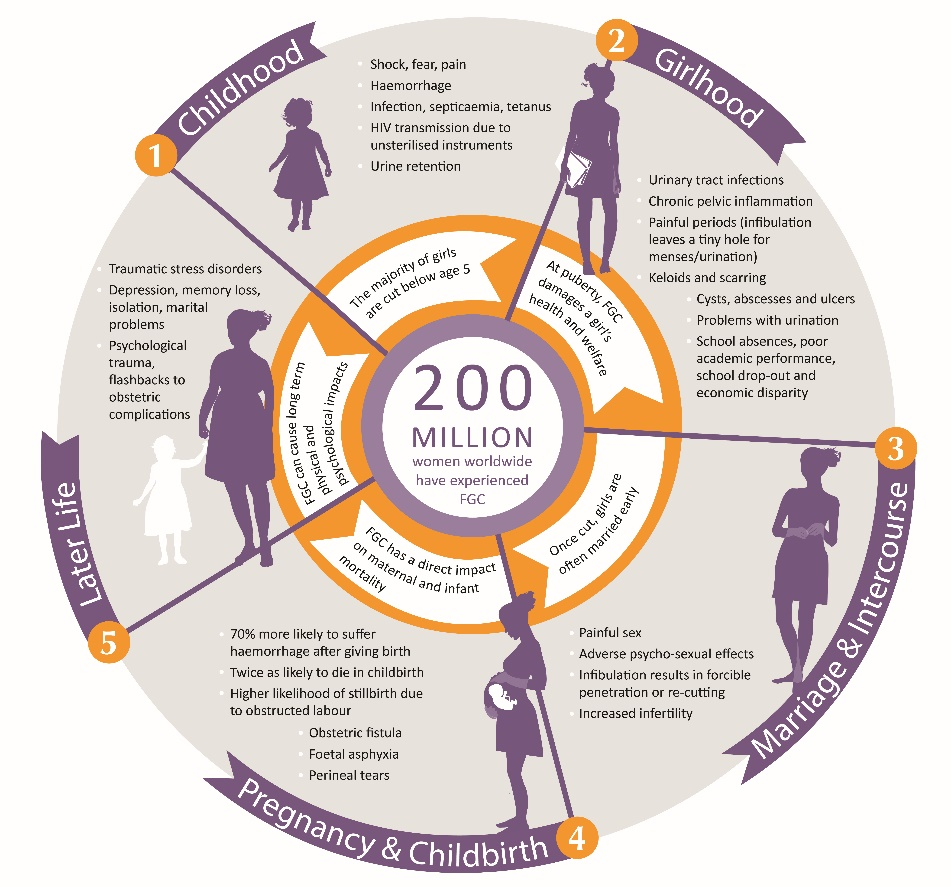 200
MILLION
women worldwide
have experienced
FGC
1
Childhood
Shock, fear, pain
Haemorrhage
Infection, septicaemia, tetanus
HIV transmission due to
unsterilised instruments
Urine retention
The majority of girls
are cut below age 5
2
Girlhood
Urinary tract infections
Chronic pelvic inflammation
Painful periods (infibulation
leaves a tiny hole for
menses/urination)
Keloids and scarring
Cysts, abscesses and ulcers
Problems with urination
School absences, poor
academic performance,
school drop-out and
economic disparity
At puberty, FGC
damages a girl's
health and welfare
3
Marriage & Intercourse
Painful sex
Adverse psycho-sexual effects
Infibulation results in forcible
penetration or re-cutting
Increased infertility
Once cut, girls are
often married early
4
Pregnancy & Childbirth
70% more likely to suffer
haemorrhage after giving birth
Twice as likely to die in childbirth
Higher likelihood of stillbirth due
to obstructed labour
Obstetric fistula
Foetal asphyxia
Perineal tears
FGC has a direct impact
on maternal and infant
mortality
5
Later Life
Traumatic stress disorders
Depression, memory loss,
isolation, marital
problems
Psychological
trauma,
flashbacks to
obstetric
complications
FGC can cause long term
physical and
psychological impacts